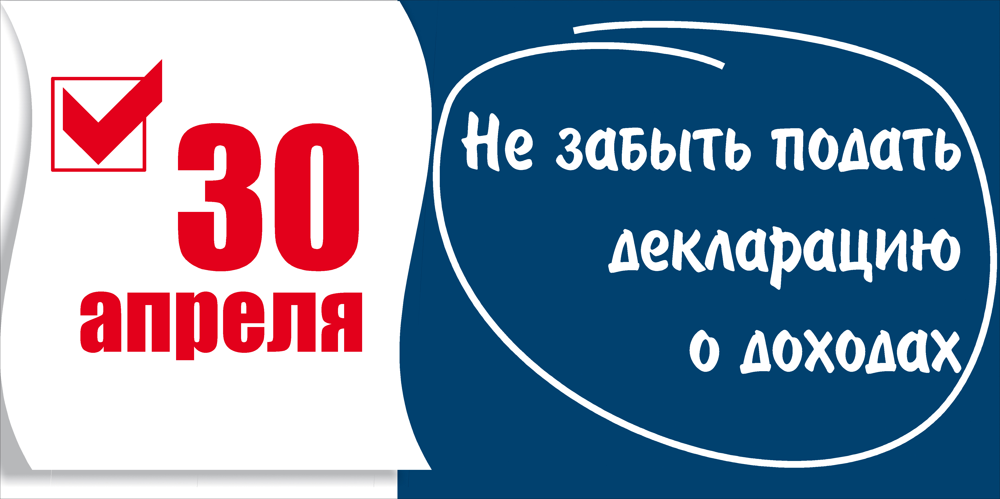 30
апреля
Не забыть подать
декларацию
о доходах